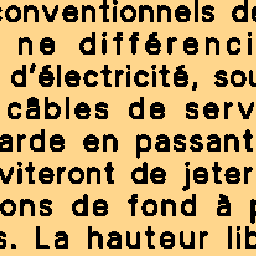 conventionnels de
ne différenci
d'électricité, sou
câbles de serv
arde en passant
viteront de jeter
ons de fond à p
s. La hauteur lib